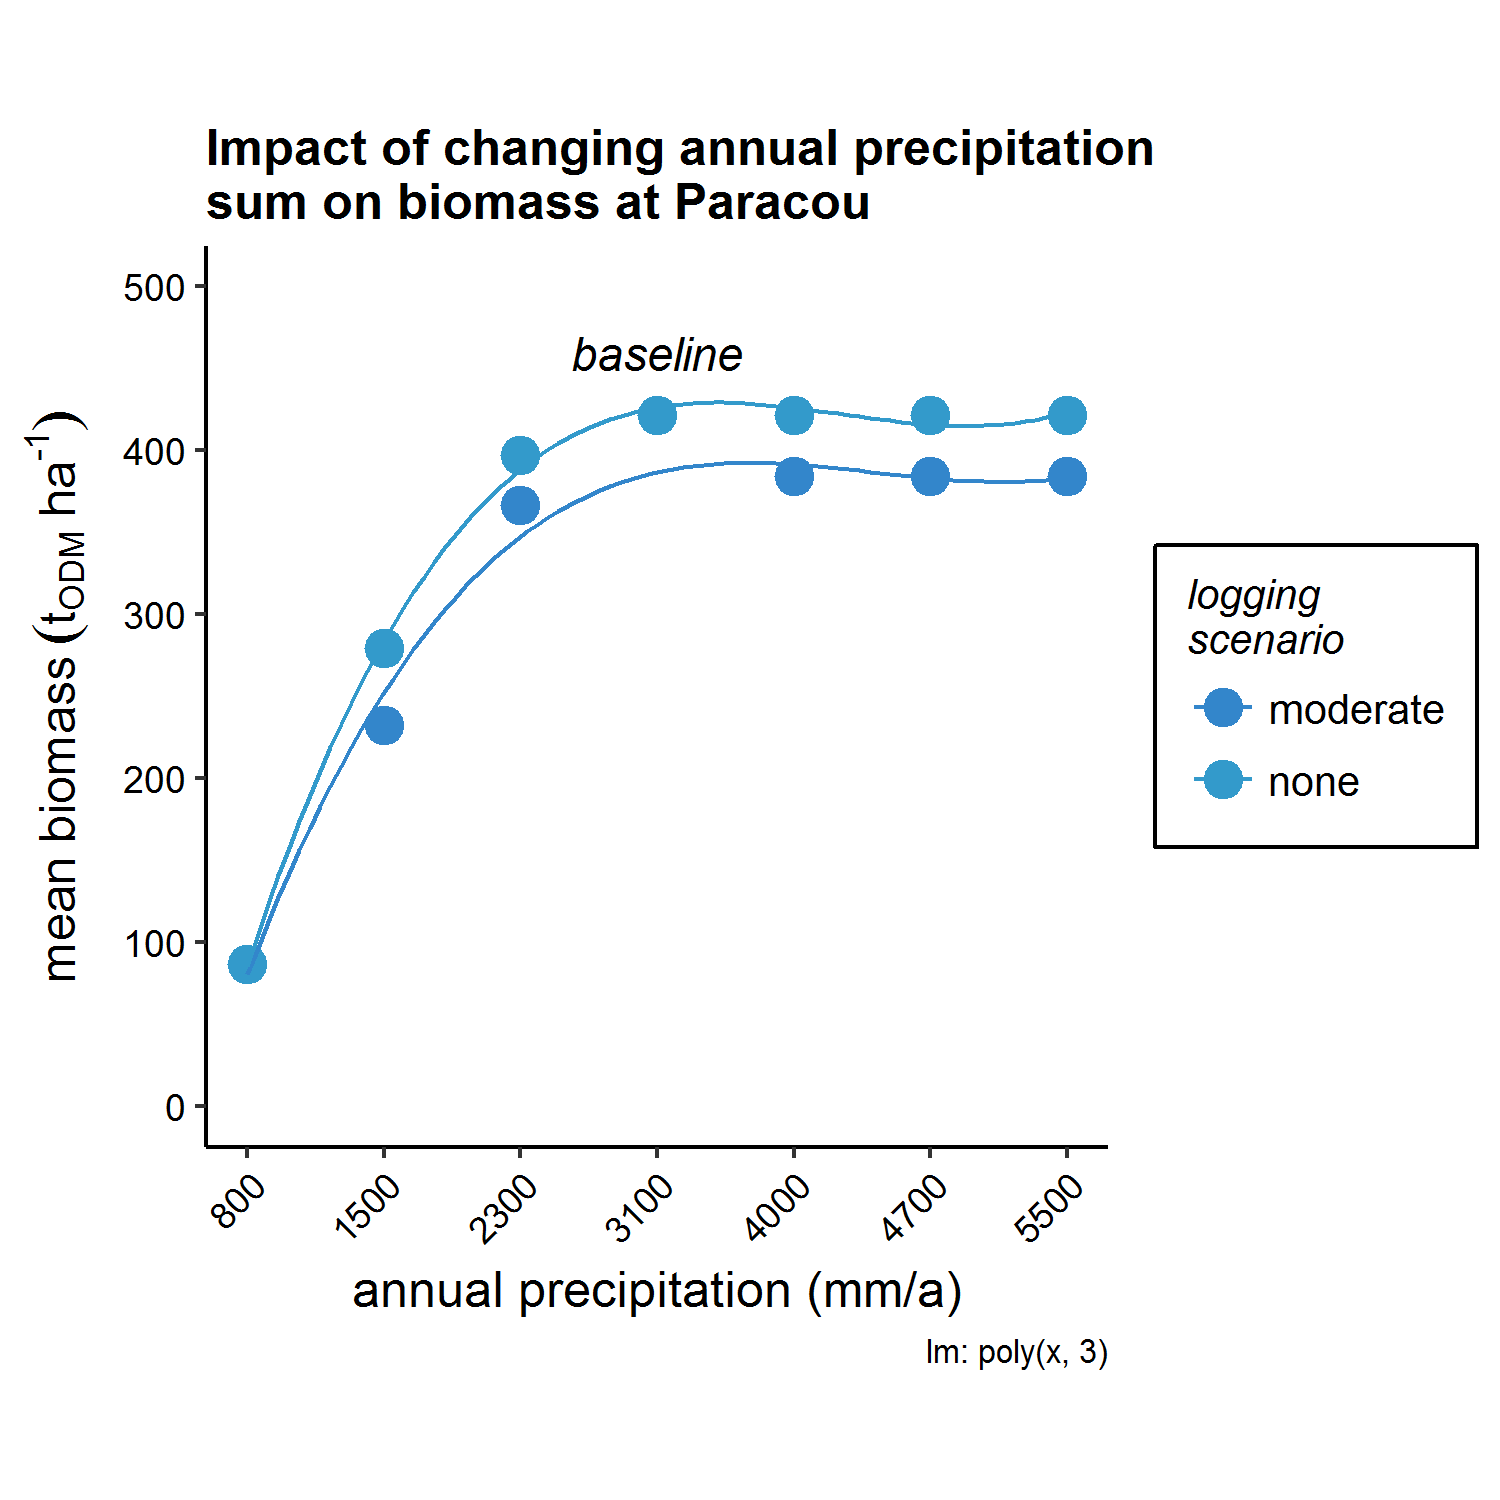 Impact of changing annual precipitation
sum on biomass at Paracou
mean biomass (tODM ha-1)
500
400
300
200
100
0
baseline
800
1500
2300
3100
4000
4700
5500
annual precipitation (mm/a)
lm: poly(x, 3)
logging
scenario
moderate
none